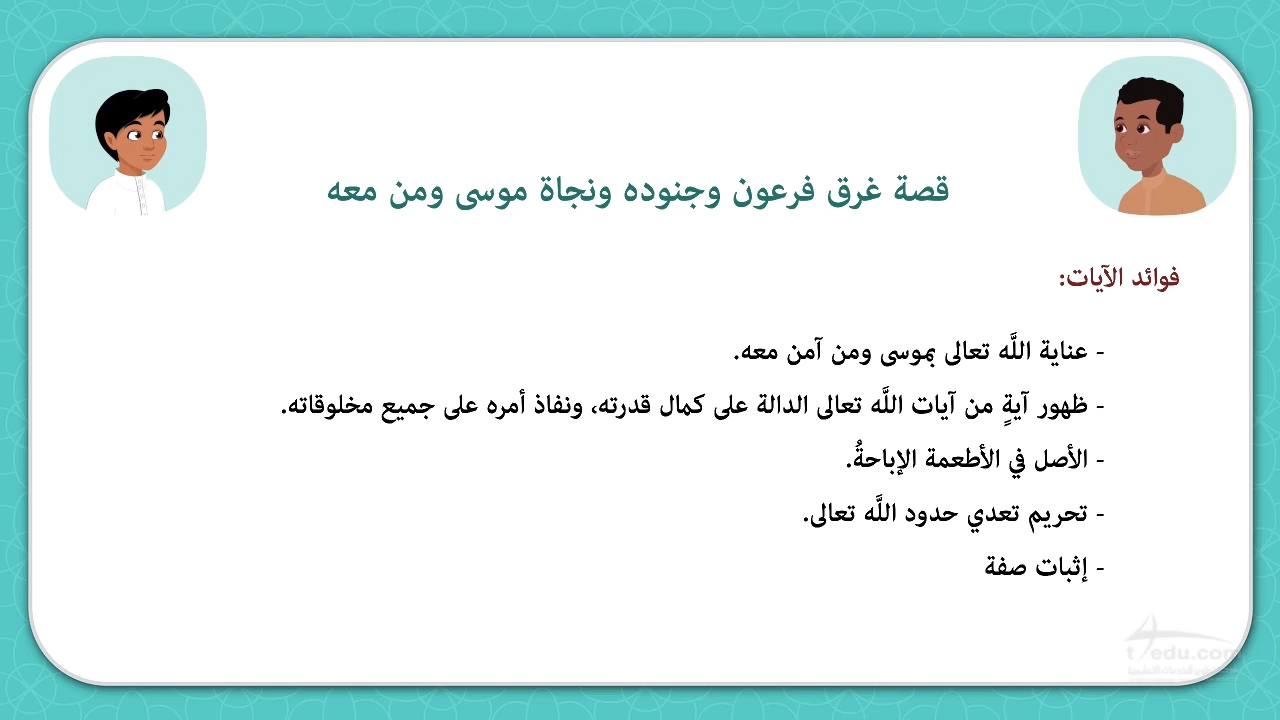 قصة غرق فرعون وجنوده ونجاة موسى ومن معه
فوائد الآيات:
- عناية اللَّه تعالى بموسى ومن آمن معه.
- ظهور آيةٍ من آيات اللَّه تعالى الدالة على كمال قدرته، ونفاذ أمره على جميع مخلوقاته.
- الأصل في الأطعمة الإباحةُ.
- تحريم تعدي حدود اللَّه تعالى.
- إثبات صفة